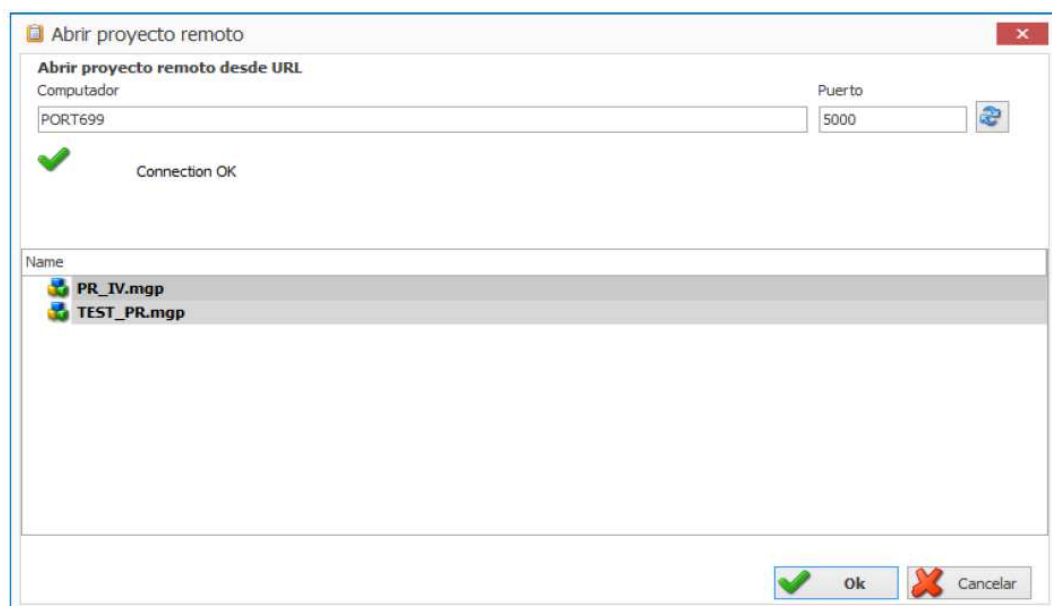 Abrir proyecto remoto
Abrir proyecto remoto desde URL
Computador Puerto
PORT699 5000
Connection OK
Name
PR_IV.mgp
TEST_PR.mgp
Ok Cancelar